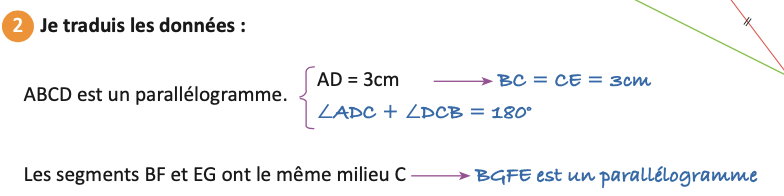 2 Je traduis les données :
AD = 3cm → BC = CE = 3cm
ABCD est un parallélogramme.
∠ADC + ∠DCB = 180°
Les segments BF et EG ont le même milieu C → BGFE est un parallélogramme